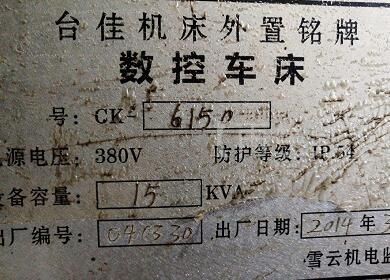 台佳机床外置铭牌
数控车床
号: CK-6150
源电压: 380V 防护等级: IP54
设备容量: 15 KVA
出厂编号: 040330 出厂日期: 2014年
雪云机电监